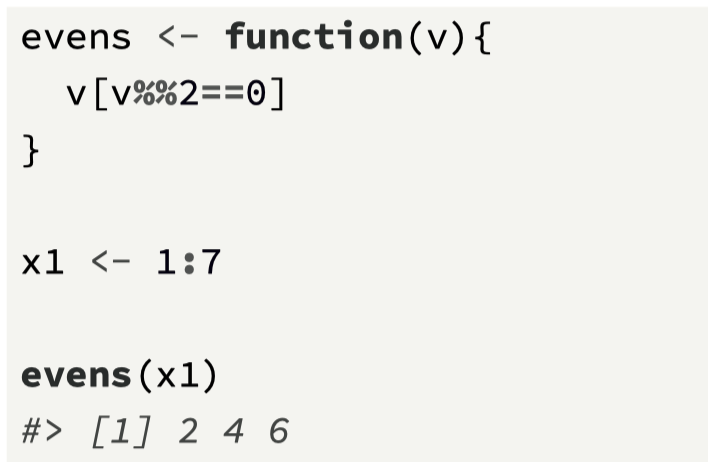 evens <- function(v){
  v[v%%2==0]
}
x1 <- 1:7
evens(x1)
#> [1] 2 4 6